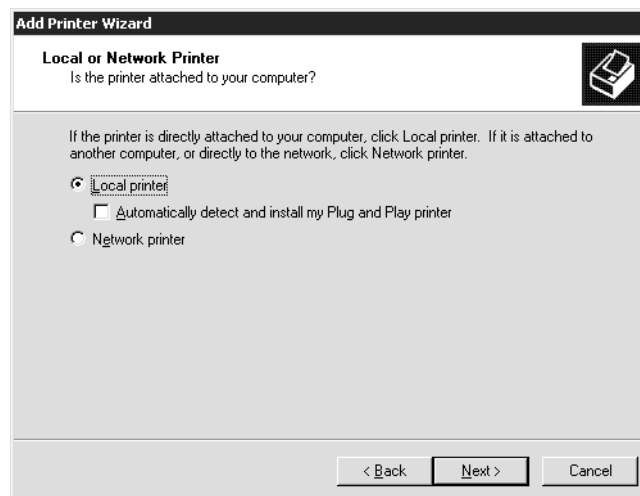 Add Printer Wizard
Local or Network Printer
Is the printer attached to your computer?
If the printer is directly attached to your computer, click Local printer. If it is attached to
another computer, or directly to the network, click Network printer.
Local printer
Automatically detect and install my Plug and Play printer
Network printer
< Back
Next >
Cancel